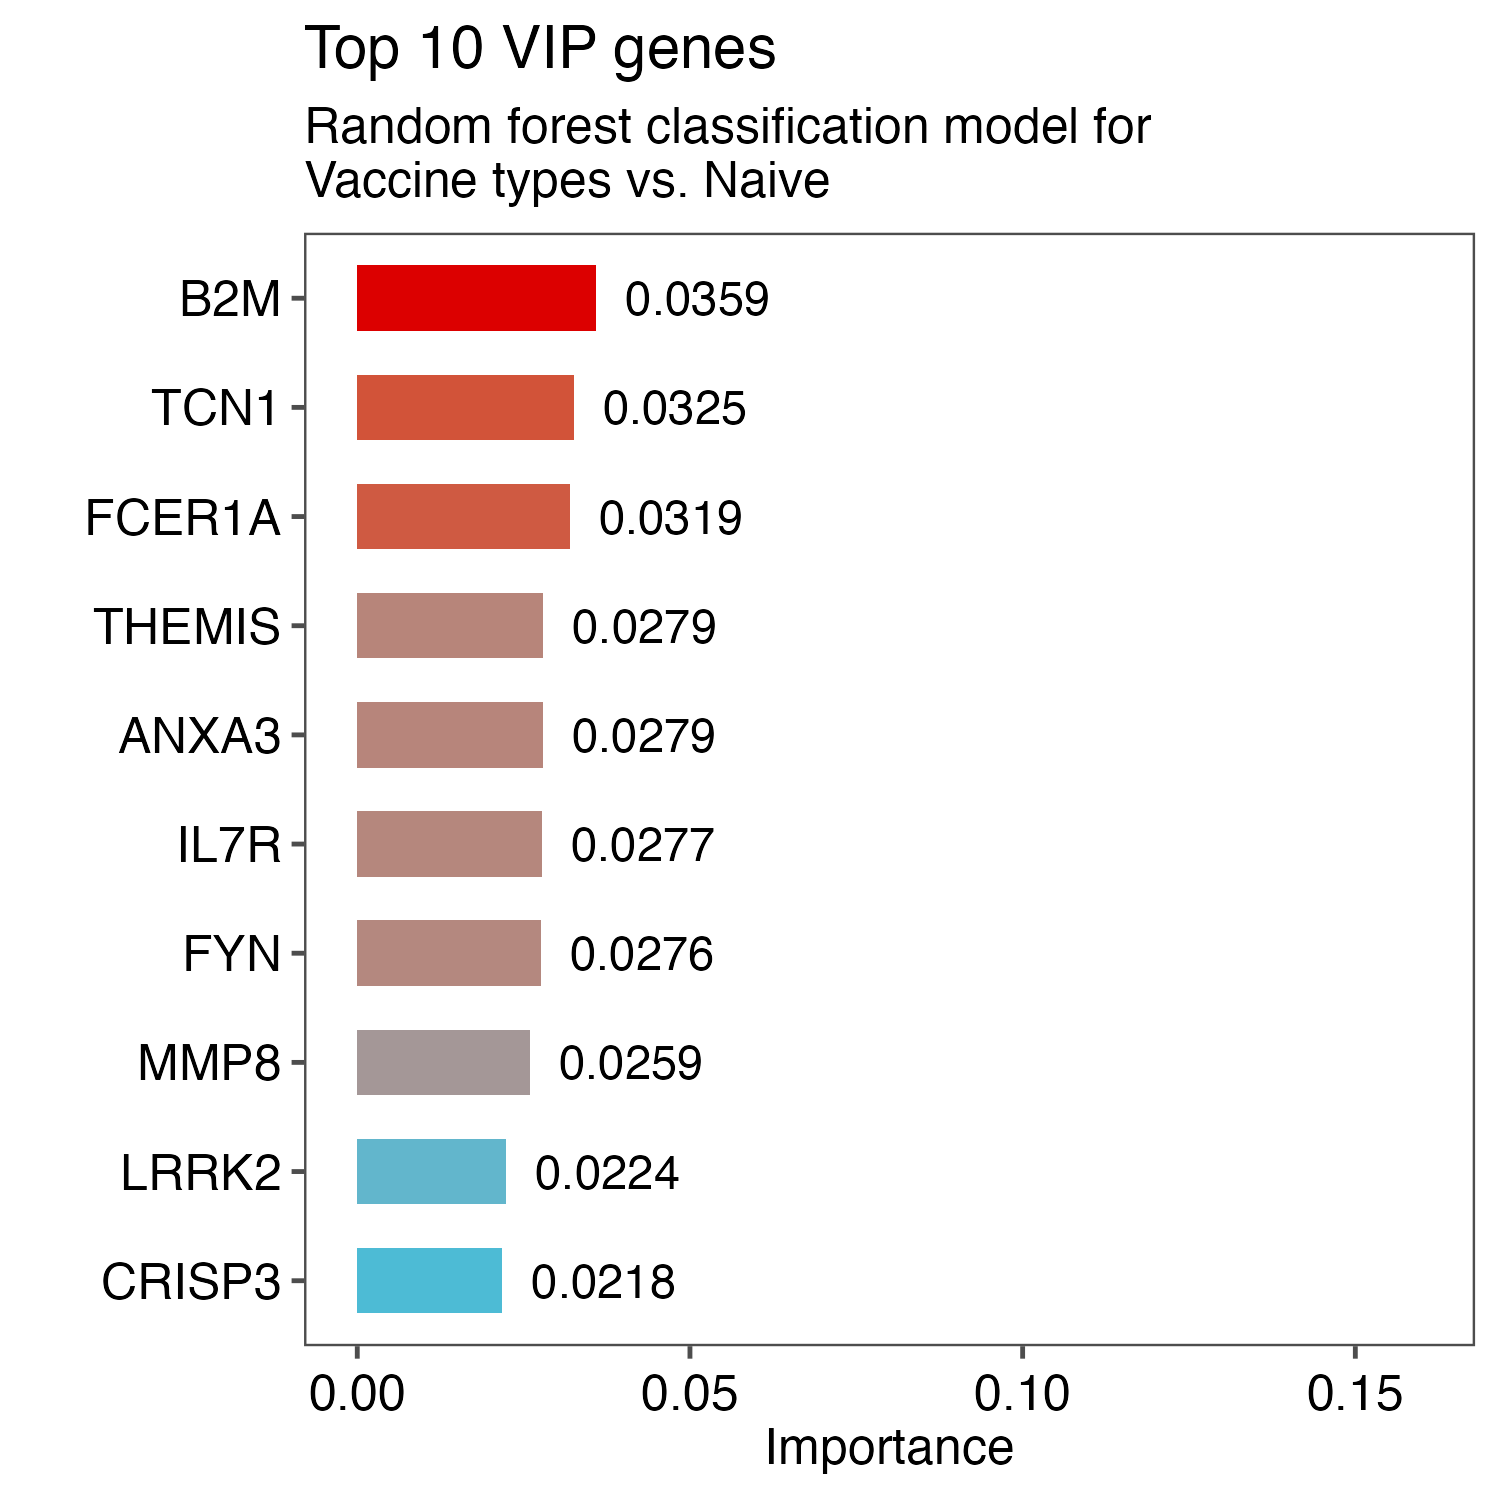 Top 10 VIP genes
Random forest classification model for
Vaccine types vs. Naive
B2M 0.0359
TCN1 0.0325
FCER1A 0.0319
THEMIS 0.0279
ANXA3 0.0279
IL7R 0.0277
FYN 0.0276
MMP8 0.0259
LRRK2 0.0224
CRISP3 0.0218
0.00 0.05 0.10 0.15
Importance